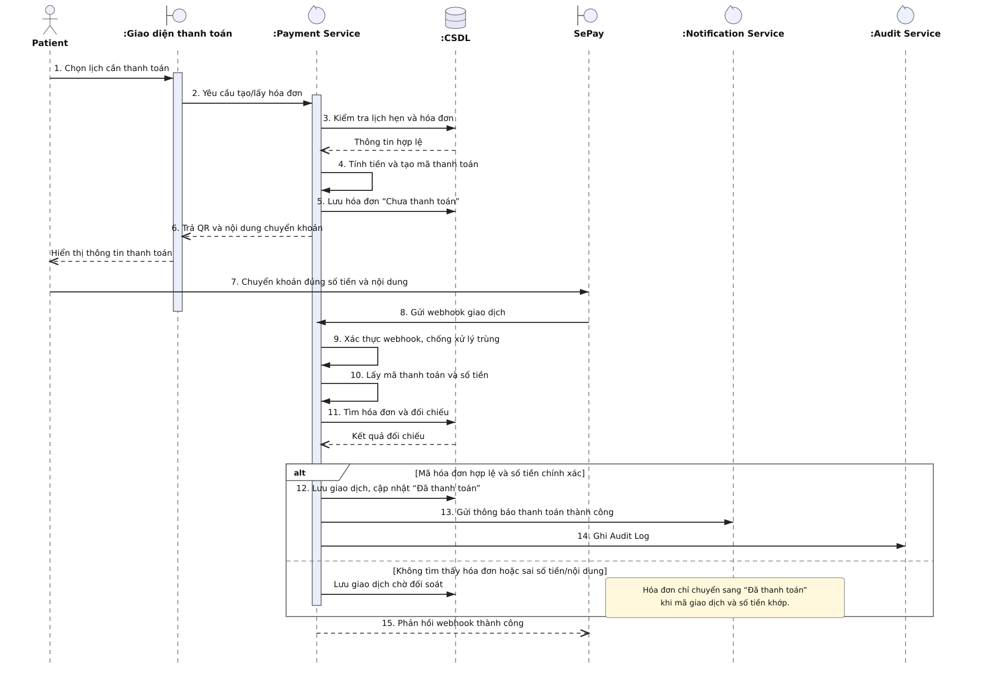 Patient
:Giao diện thanh toán
:Payment Service
:CSDL
SePay
:Notification Service
:Audit Service
1. Chọn lịch cần thanh toán
2. Yêu cầu tạo/lấy hóa đơn
3. Kiểm tra lịch hẹn và hóa đơn
Thông tin hợp lệ
4. Tính tiền và tạo mã thanh toán
5. Lưu hóa đơn “Chưa thanh toán”
6. Trả QR và nội dung chuyển khoản
Hiển thị thông tin thanh toán
7. Chuyển khoản đúng số tiền và nội dung
8. Gửi webhook giao dịch
9. Xác thực webhook, chống xử lý trùng
10. Lấy mã thanh toán và số tiền
11. Tìm hóa đơn và đối chiếu
Kết quả đối chiếu
alt
[Mã hóa đơn hợp lệ và số tiền chính xác]
12. Lưu giao dịch, cập nhật “Đã thanh toán”
13. Gửi thông báo thanh toán thành công
14. Ghi Audit Log
[Không tìm thấy hóa đơn hoặc sai số tiền/nội dung]
Lưu giao dịch chờ đối soát
Hóa đơn chỉ chuyển sang “Đã thanh toán”
khi mã giao dịch và số tiền khớp.
15. Phản hồi webhook thành công